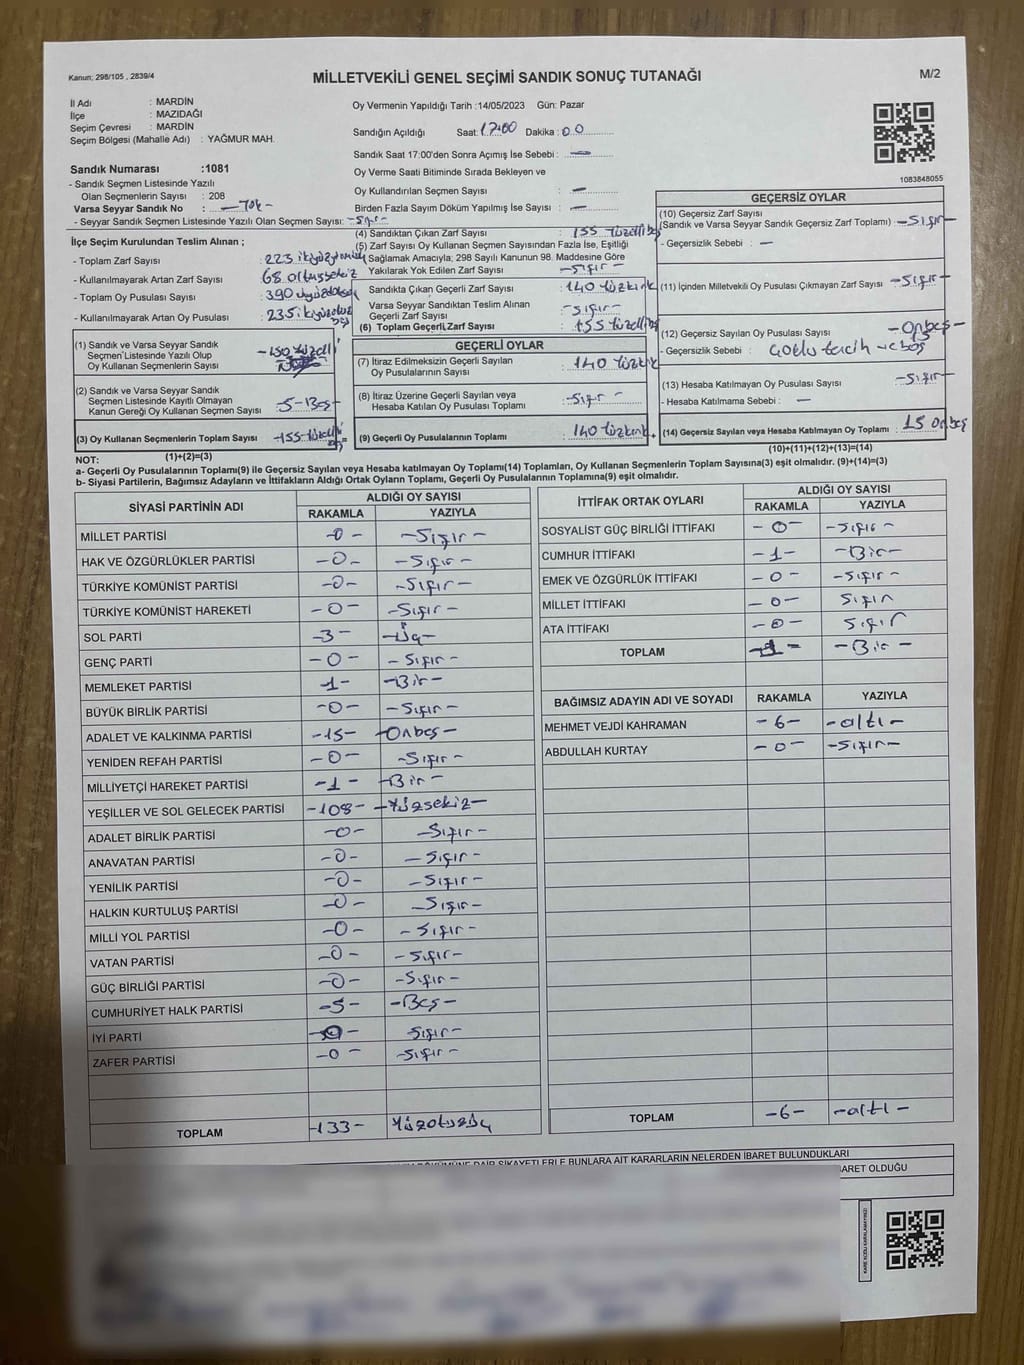 Kanun; 298/105 , 2839/4
MİLLETVEKİLİ GENEL SEÇİMİ SANDIK SONUÇ TUTANAĞI
M/2
İl Adı : MARDİN
İlçe : MAZIDAĞI
Seçim Çevresi : MARDİN
Seçim Bölgesi (Mahalle Adı) : YAĞMUR MAH.
Sandık Numarası :1081
- Sandık Seçmen Listesinde Yazılı
Olan Seçmenlerin Sayısı : 208
Varsa Seyyar Sandık No : -Yok-
- Seyyar Sandık Seçmen Listesinde Yazılı Olan Seçmen Sayısı: -Sıfır-
Oy Vermenin Yapıldığı Tarih :14/05/2023 Gün: Pazar
Sandığın Açıldığı Saat: 17:00 Dakika : 00
Sandık Saat 17:00'den Sonra Açımış İse Sebebi : —
Oy Verme Saati Bitiminde Sırada Bekleyen ve
Oy Kullandırılan Seçmen Sayısı : —
Birden Fazla Sayım Döküm Yapılmış İse Sayısı : —
1083848055
İlçe Seçim Kurulundan Teslim Alınan ;
- Toplam Zarf Sayısı : 223
- Kullanılmayarak Artan Zarf Sayısı : 68
- Toplam Oy Pusulası Sayısı : 390
- Kullanılmayarak Artan Oy Pusulası : 235
(4) Sandıktan Çıkan Zarf Sayısı : 155
(5) Zarf Sayısı Oy Kullanan Seçmen Sayısından Fazla İse, Eşitliği
Sağlamak Amacıyla; 298 Sayılı Kanunun 98. Maddesine Göre
Yakılarak Yok Edilen Zarf Sayısı : -Sıfır-
Sandıkta Çıkan Geçerli Zarf Sayısı : 140 Yüzkırk
Varsa Seyyar Sandıktan Teslim Alınan
Geçerli Zarf Sayısı : -Sıfır-
(6) Toplam Geçerli Zarf Sayısı : 155
GEÇERSİZ OYLAR
(10) Geçersiz Zarf Sayısı
(Sandık ve Varsa Seyyar Sandık Geçersiz Zarf Toplamı) : -Sıfır-
- Geçersizlik Sebebi : —
(11) İçinden Milletvekili Oy Pusulası Çıkmayan Zarf Sayısı : -Sıfır-
(12) Geçersiz Sayılan Oy Pusulası Sayısı : -Onbeş-
- Geçersizlik Sebebi : Çoklu tercih ve boş
(13) Hesaba Katılmayan Oy Pusulası Sayısı : -Sıfır-
- Hesaba Katılmama Sebebi : —
(14) Geçersiz Sayılan veya Hesaba Katılmayan Oy Toplamı : 15 Onbeş
(10)+(11)+(12)+(13)=(14)
(1) Sandık ve Varsa Seyyar Sandık
Seçmen Listesinde Yazılı Olup
Oy Kullanan Seçmenlerin Sayısı : -150 Yüzelli
(2) Sandık ve Varsa Seyyar Sandık
Seçmen Listesinde Kayıtlı Olmayan
Kanun Gereği Oy Kullanan Seçmen Sayısı : -5-Beş
(3) Oy Kullanan Seçmenlerin Toplam Sayısı : -155
(1)+(2)=(3)
GEÇERLİ OYLAR
(7) İtiraz Edilmeksizin Geçerli Sayılan
Oy Pusulalarının Sayısı : 140 Yüzkırk
(8) İtiraz Üzerine Geçerli Sayılan veya
Hesaba Katılan Oy Pusulası Toplamı : -Sıfır-
(9) Geçerli Oy Pusulalarının Toplamı : 140 Yüzkırk
NOT:
a- Geçerli Oy Pusulalarının Toplamı(9) ile Geçersiz Sayılan veya Hesaba katılmayan Oy Toplamı(14) Toplamları, Oy Kullanan Seçmenlerin Toplam Sayısına(3) eşit olmalıdır. (9)+(14)=(3)
b- Siyasi Partilerin, Bağımsız Adayların ve İttifakların Aldığı Ortak Oyların Toplamı, Geçerli Oy Pusulalarının Toplamına(9) eşit olmalıdır.
SİYASİ PARTİNİN ADI ALDIĞI OY SAYISI
RAKAMLA YAZIYLA
MİLLET PARTİSİ -0- -Sıfır-
HAK VE ÖZGÜRLÜKLER PARTİSİ -0- -Sıfır-
TÜRKİYE KOMÜNİST PARTİSİ -0- -Sıfır-
TÜRKİYE KOMÜNİST HAREKETİ -0- -Sıfır-
SOL PARTİ -3- -Üç-
GENÇ PARTİ -0- -Sıfır-
MEMLEKET PARTİSİ -1- -Bir-
BÜYÜK BİRLİK PARTİSİ -0- -Sıfır-
ADALET VE KALKINMA PARTİSİ -15- -Onbeş-
YENİDEN REFAH PARTİSİ -0- -Sıfır-
MİLLİYETÇİ HAREKET PARTİSİ -1- -Bir-
YEŞİLLER VE SOL GELECEK PARTİSİ -108- -Yüzsekiz-
ADALET BİRLİK PARTİSİ -0- -Sıfır-
ANAVATAN PARTİSİ -0- -Sıfır-
YENİLİK PARTİSİ -0- -Sıfır-
HALKIN KURTULUŞ PARTİSİ -0- -Sıfır-
MİLLİ YOL PARTİSİ -0- -Sıfır-
VATAN PARTİSİ -0- -Sıfır-
GÜÇ BİRLİĞİ PARTİSİ -0- -Sıfır-
CUMHURİYET HALK PARTİSİ -5- -Beş-
İYİ PARTİ -0- Sıfır-
ZAFER PARTİSİ -0- -Sıfır-
TOPLAM -133- Yüzotuzüç
İTTİFAK ORTAK OYLARI ALDIĞI OY SAYISI
RAKAMLA YAZIYLA
SOSYALİST GÜÇ BİRLİĞİ İTTİFAKI -0- -Sıfır-
CUMHUR İTTİFAKI -1- -Bir-
EMEK VE ÖZGÜRLÜK İTTİFAKI -0- -Sıfır-
MİLLET İTTİFAKI -0- Sıfır
ATA İTTİFAKI -0- Sıfır
TOPLAM -1- -Bir-
BAĞIMSIZ ADAYIN ADI VE SOYADI RAKAMLA YAZIYLA
MEHMET VEJDİ KAHRAMAN -6- -altı-
ABDULLAH KURTAY -0- -Sıfır-
TOPLAM -6- -altı-
DAİR ŞİKAYETLERLE BUNLARA AİT KARARLARIN NELERDEN İBARET BULUNDUKLARI
BARET OLDUĞU
KARE KODU KARALAMAYINIZ!